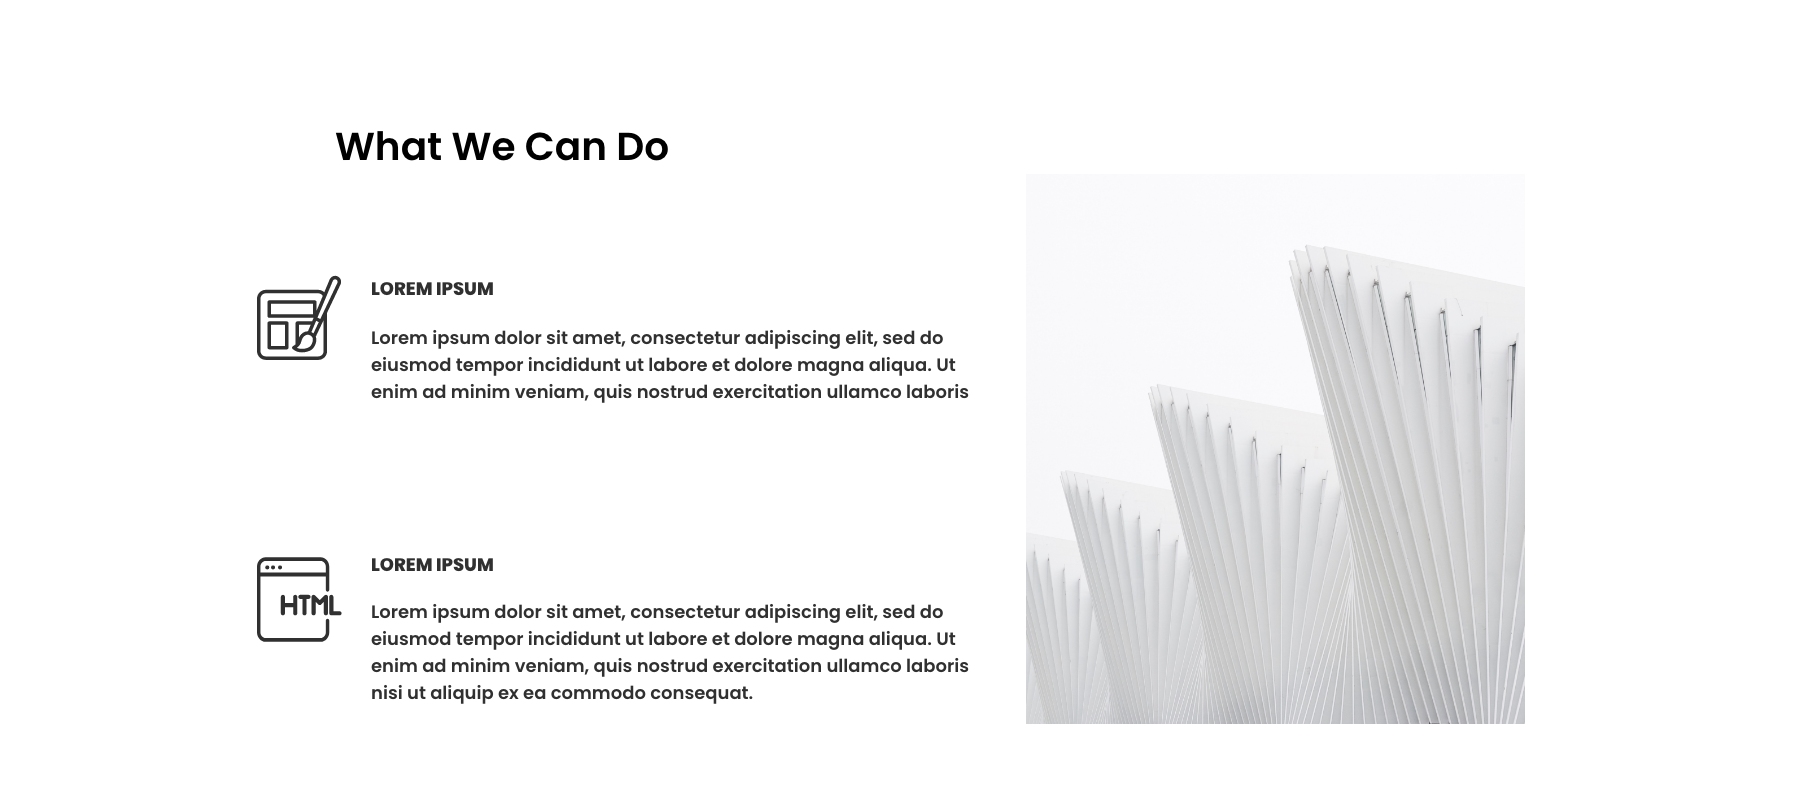 What We Can Do
LOREM IPSUM
Lorem ipsum dolor sit amet, consectetur adipiscing elit, sed do
eiusmod tempor incididunt ut labore et dolore magna aliqua. Ut
enim ad minim veniam, quis nostrud exercitation ullamco laboris
HTML
LOREM IPSUM
Lorem ipsum dolor sit amet, consectetur adipiscing elit, sed do
eiusmod tempor incididunt ut labore et dolore magna aliqua. Ut
enim ad minim veniam, quis nostrud exercitation ullamco laboris
nisi ut aliquip ex ea commodo consequat.